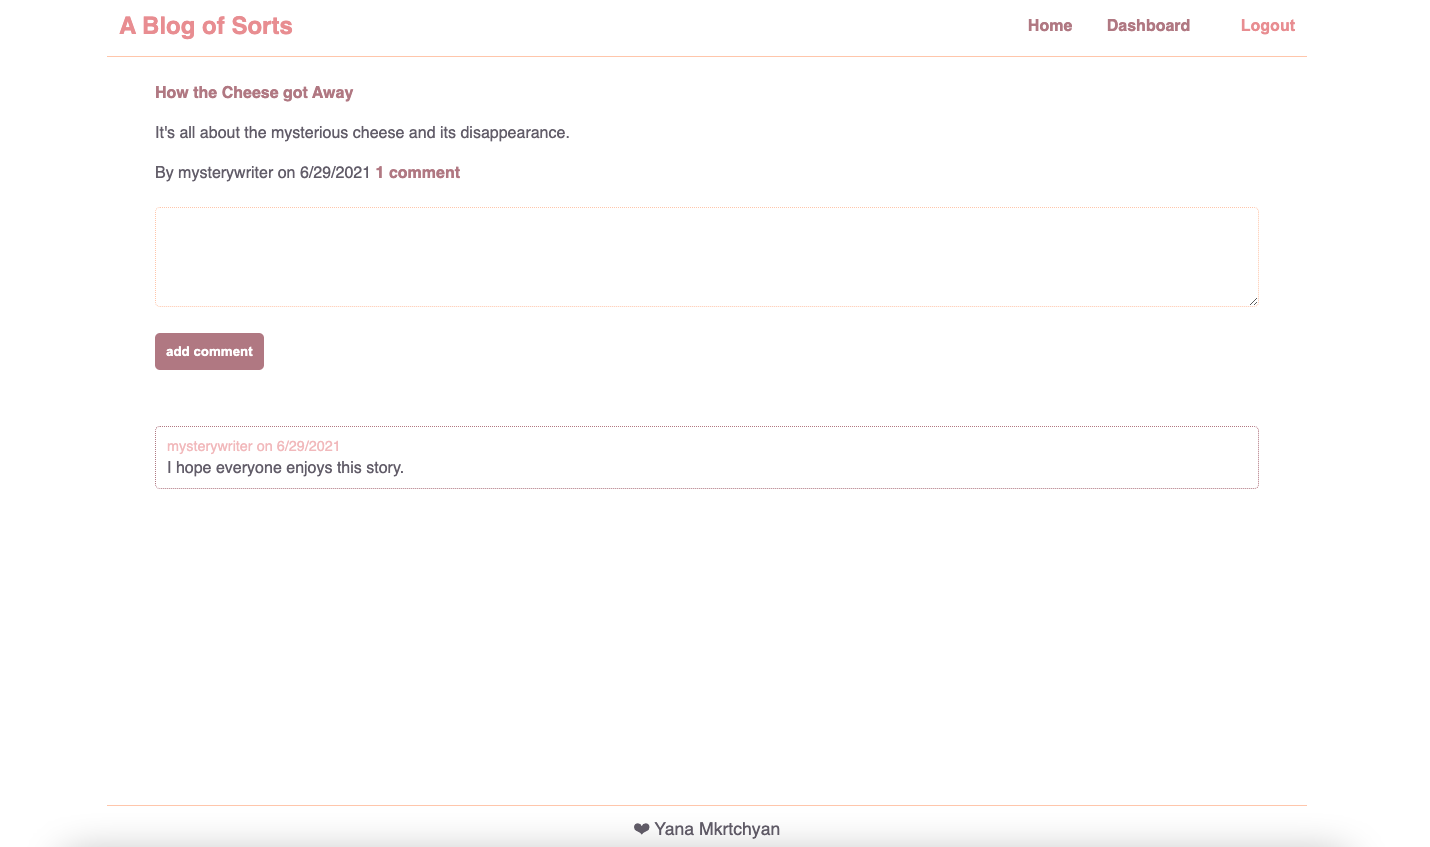 A Blog of Sorts Home Dashboard Logout
How the Cheese got Away
It's all about the mysterious cheese and its disappearance.
By mysterywriter on 6/29/2021 1 comment
add comment
mysterywriter on 6/29/2021
I hope everyone enjoys this story.
❤ Yana Mkrtchyan